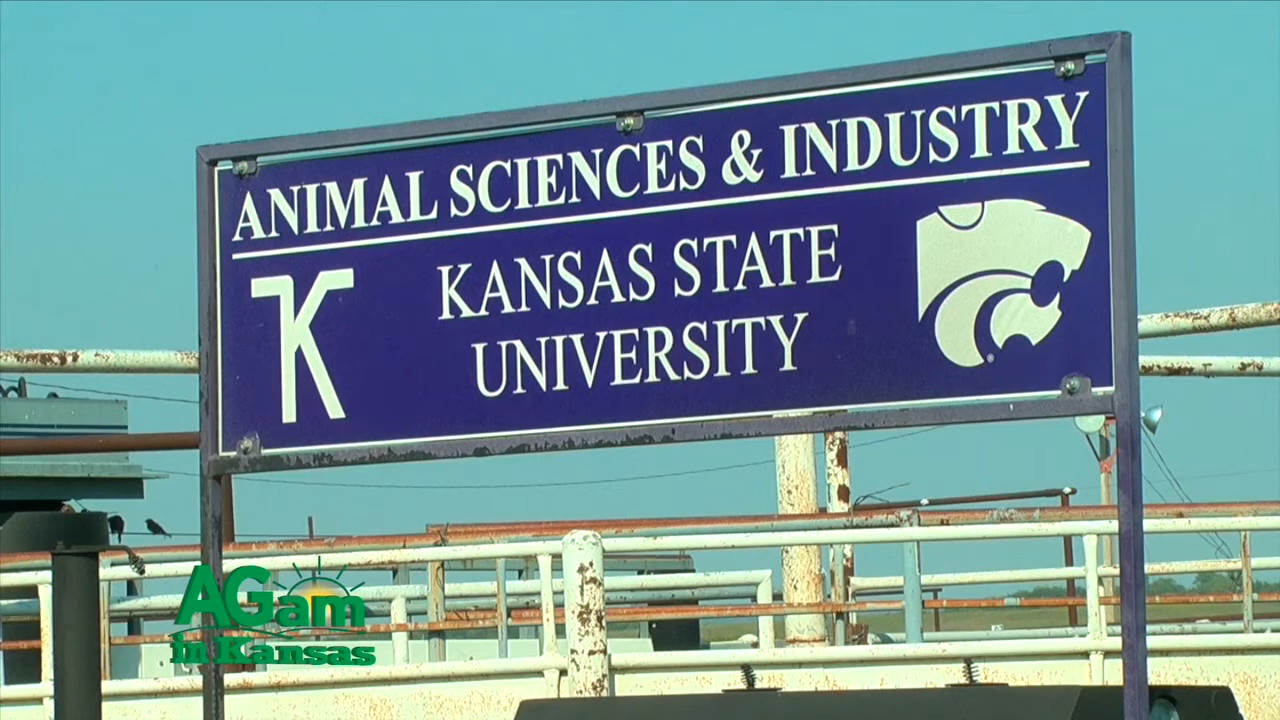 ANIMAL SCIENCES & INDUSTRY
K
KANSAS STATE
UNIVERSITY
®
AGam
in Kansas